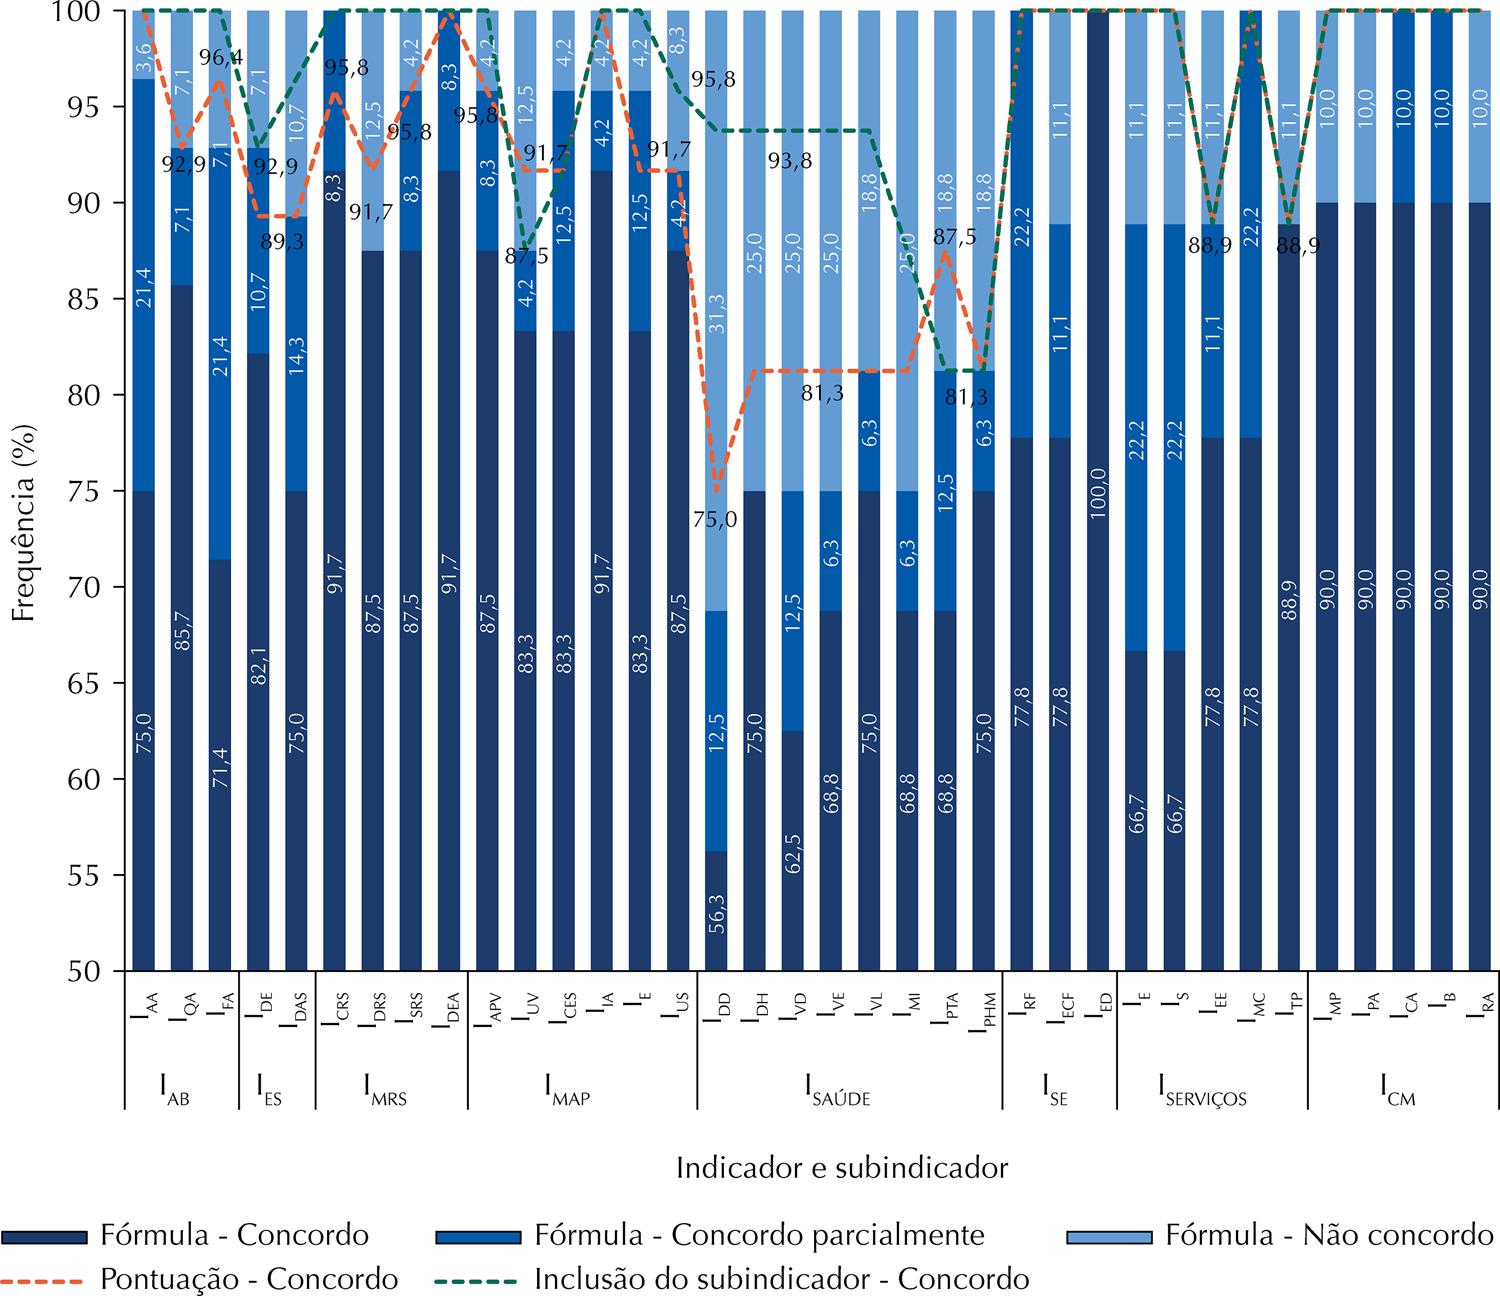 100
95
90
85
80
75
70
65
60
55
50
Frequência (%)
3,6 21,4 75,0
7,1 7,1 85,7
7,1 21,4 71,4
7,1 10,7 82,1
10,7 14,3 75,0
8,3 91,7
12,5 87,5
4,2 8,3 87,5
8,3 91,7
4,2 8,3 87,5
12,5 4,2 83,3
4,2 12,5 83,3
4,2 4,2 91,7
4,2 12,5 83,3
8,3 4,2 87,5
31,3 12,5 56,3
25,0 75,0
25,0 12,5 62,5
25,0 6,3 68,8
18,8 6,3 75,0
25,0 6,3 68,8
18,8 12,5 68,8
18,8 6,3 75,0
22,2 77,8
11,1 11,1 77,8
100,0
11,1 22,2 66,7
11,1 22,2 66,7
11,1 11,1 77,8
22,2 77,8
11,1 88,9
10,0 90,0
10,0 90,0
10,0 90,0
10,0 90,0
10,0 90,0
92,9 96,4 92,9 89,3 95,8 91,7 95,8 95,8 91,7 87,5 91,7 95,8 75,0 93,8 81,3 87,5 81,3 88,9 88,9
IAA IQA IFA IDE IDAS ICRS IDRS ISRS IDEA IAPV IUV ICES IIA IE IUS IDD IDH IVD IVE IVL IMI IPTA IPHM IRF IECF IED IE IS IEE IMC ITP IMP IPA ICA IB IRA
IAB IES IMRS IMAP ISAÚDE ISE ISERVIÇOS ICM
Indicador e subindicador
Fórmula - Concordo Fórmula - Concordo parcialmente Fórmula - Não concordo
Pontuação - Concordo Inclusão do subindicador - Concordo